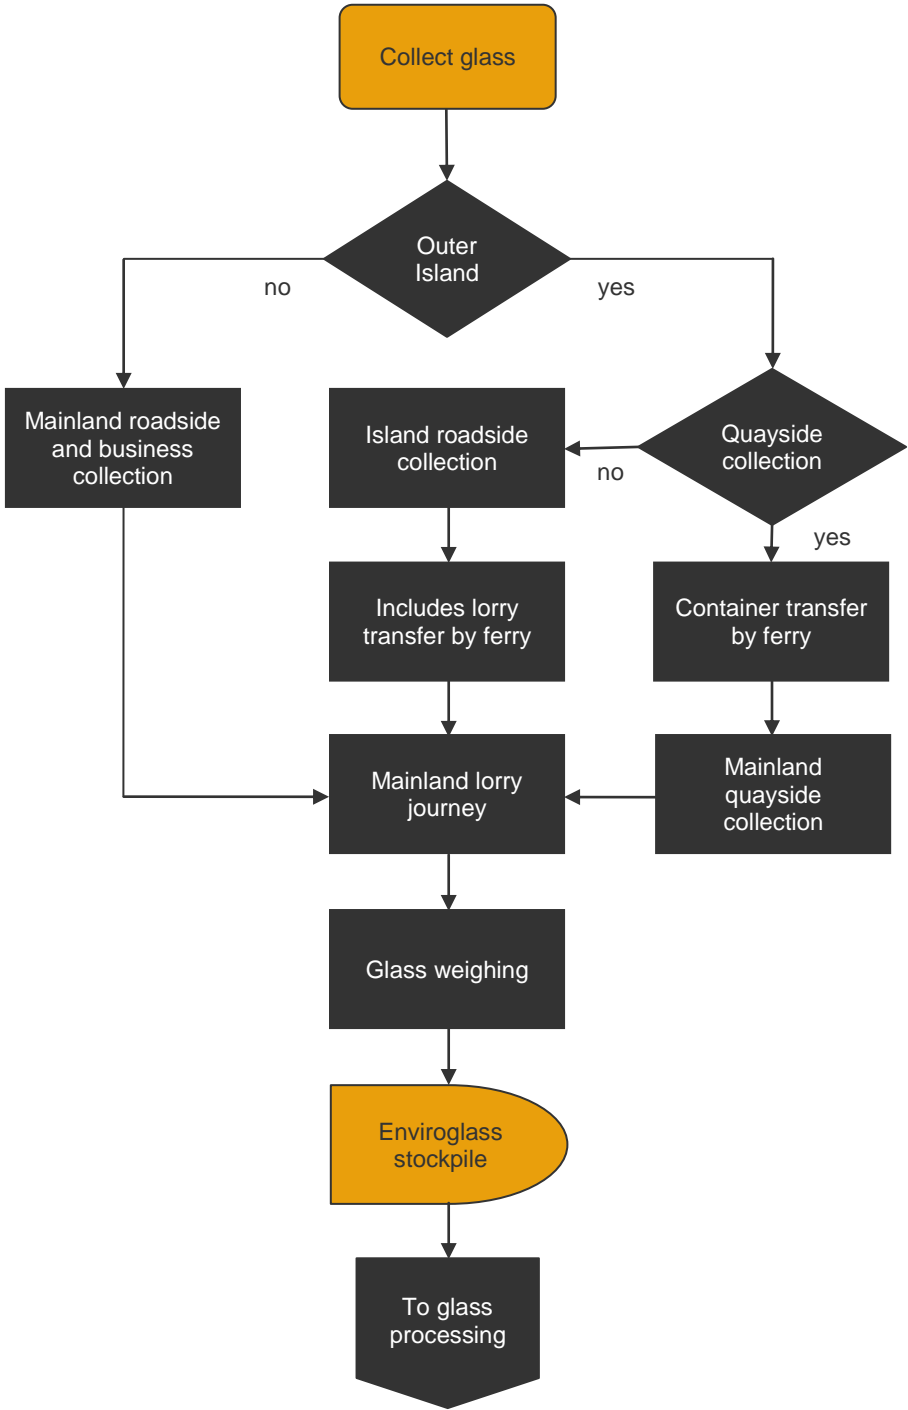 Collect glass
Outer
Island
no
yes
Mainland roadside
and business
collection
Island roadside
collection
Quayside
collection
no
yes
Includes lorry
transfer by ferry
Container transfer
by ferry
Mainland lorry
journey
Mainland
quayside
collection
Glass weighing
Enviroglass
stockpile
To glass
processing